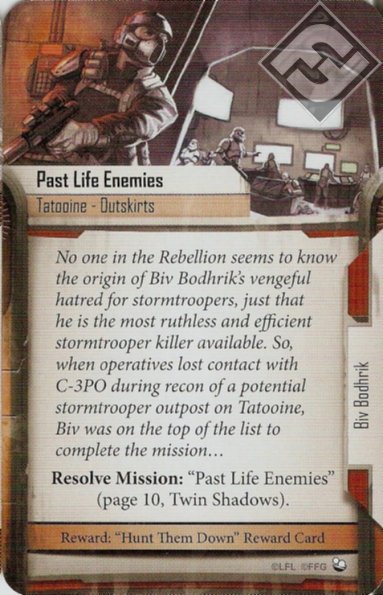 Past Life Enemies
Tatooine - Outskirts
No one in the Rebellion seems to know
the origin of Biv Bodhrik's vengeful
hatred for stormtroopers, just that
he is the most ruthless and efficient
stormtrooper killer available. So,
when operatives lost contact with
C-3PO during recon of a potential
stormtrooper outpost on Tatooine,
Biv was on the top of the list to
complete the mission…
Resolve Mission: “Past Life Enemies”
(page 10, Twin Shadows).
Reward: “Hunt Them Down” Reward Card
Biv Bodhrik
©LFL ©FFG